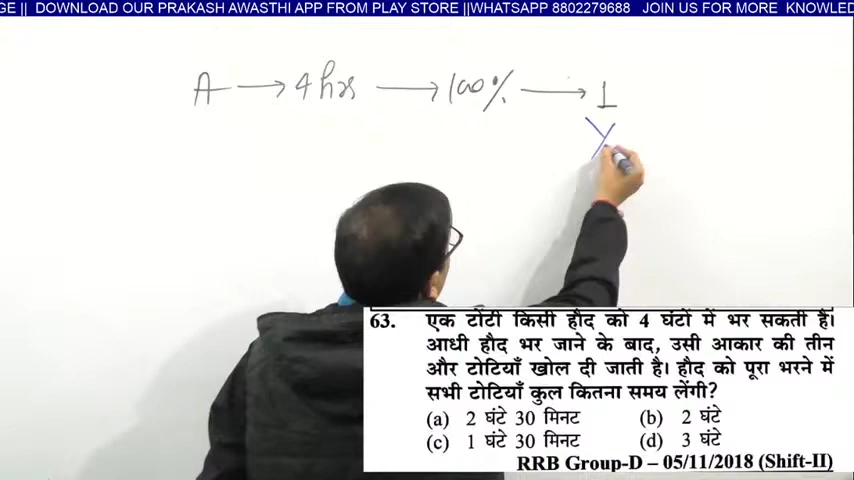 GE || DOWNLOAD OUR PRAKASH AWASTHI APP FROM PLAY STORE ||WHATSAPP 8802279688 JOIN US FOR MORE KNOWLED
A → 4 hrs → 100% → 1
63. एक टोंटी किसी हौद को 4 घंटों में भर सकती है।
आधी हौद भर जाने के बाद, उसी आकार की तीन
और टोटियाँ खोल दी जाती है। हौद को पूरा भरने में
सभी टोटियाँ कुल कितना समय लेंगी?
(a) 2 घंटे 30 मिनट (b) 2 घंटे
(c) 1 घंटे 30 मिनट (d) 3 घंटे
RRB Group-D – 05/11/2018 (Shift-II)